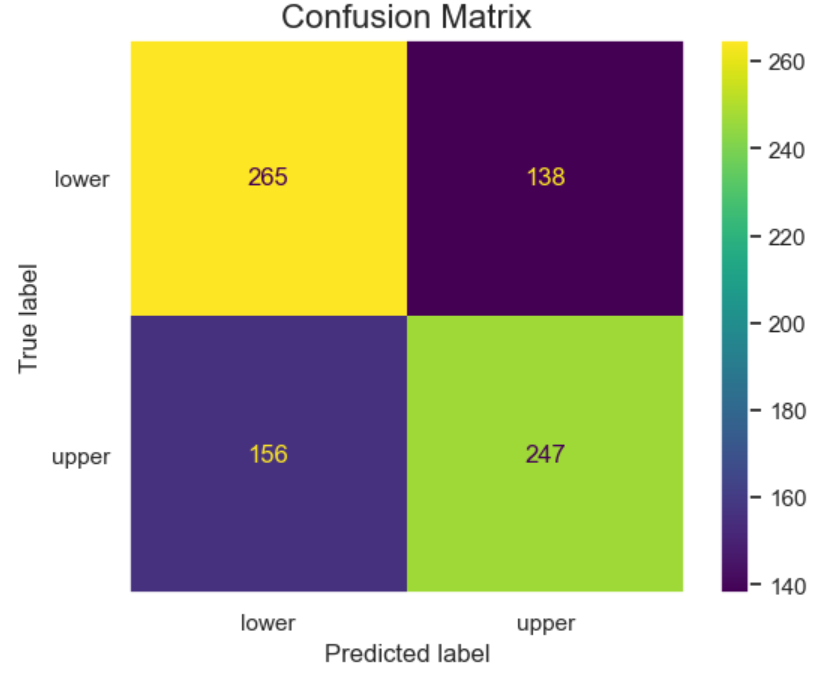 Confusion Matrix
260
lower
265
138
240
220
True label
200
180
upper
156
247
160
140
lower
upper
Predicted label